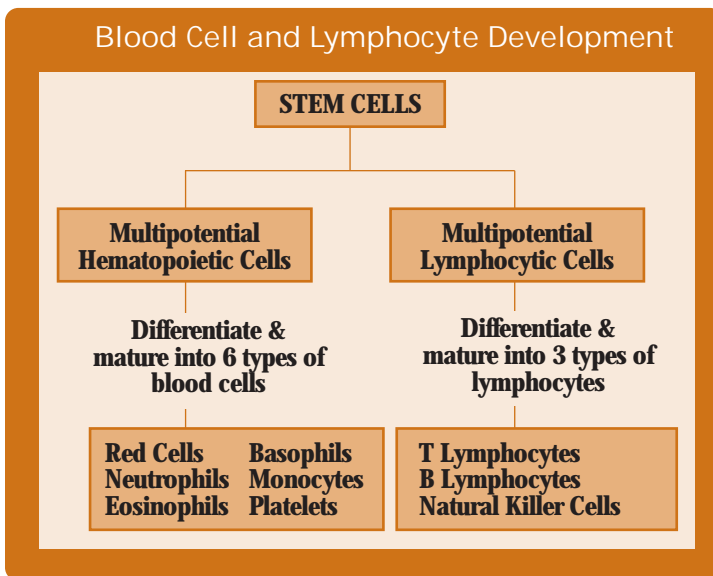 Blood Cell and Lymphocyte Development
STEM CELLS
Multipotential
Hematopoietic Cells
Multipotential
Lymphocytic Cells
Differentiate &
mature into 6 types of
blood cells
Differentiate &
mature into 3 types of
lymphocytes
Red Cells
Neutrophils
Eosinophils
Basophils
Monocytes
Platelets
T Lymphocytes
B Lymphocytes
Natural Killer Cells